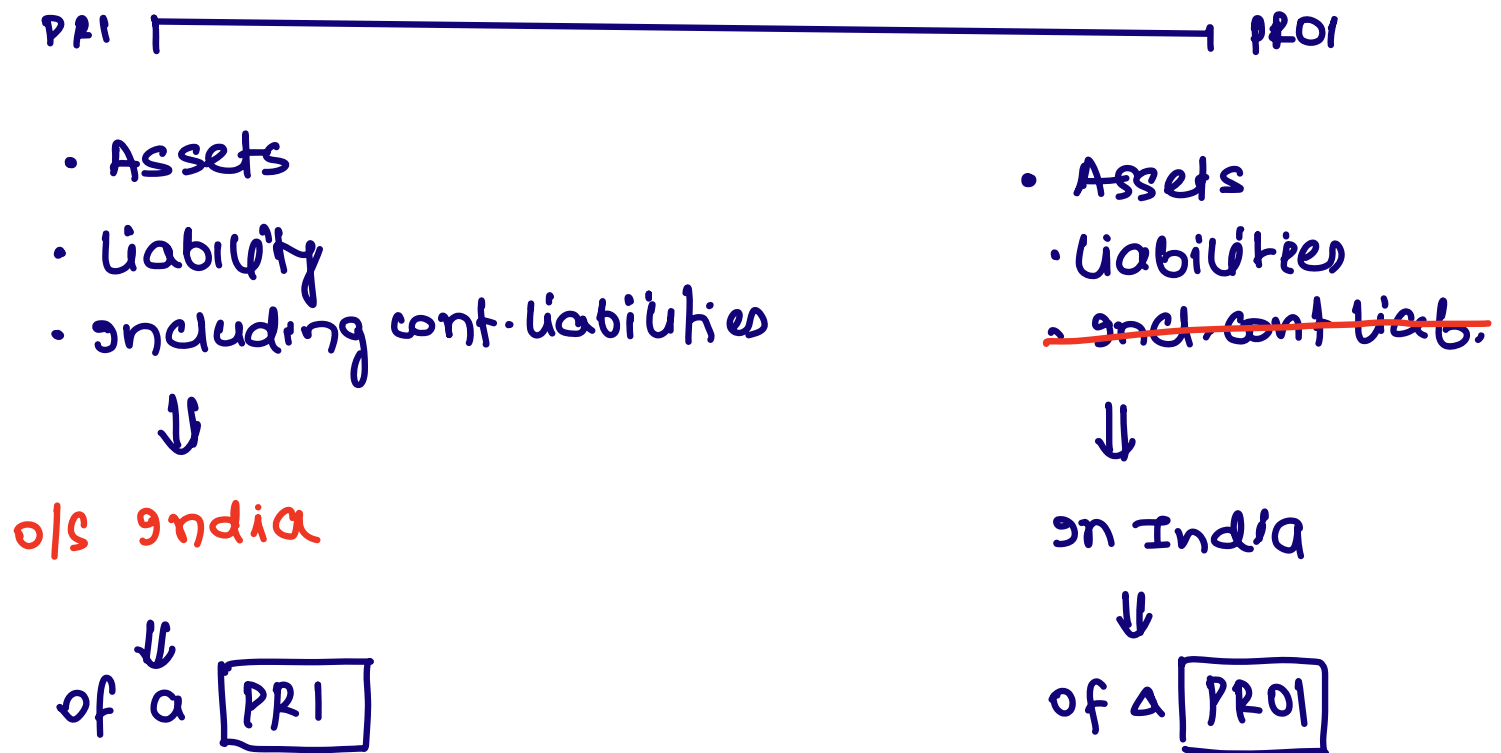 PRI
PROI
• Assets
• Liability
• Including cont. liabilities
O/S India
of a PRI
• Assets
• Liabilities
• Incl. cont liab.
In India
of a PROI